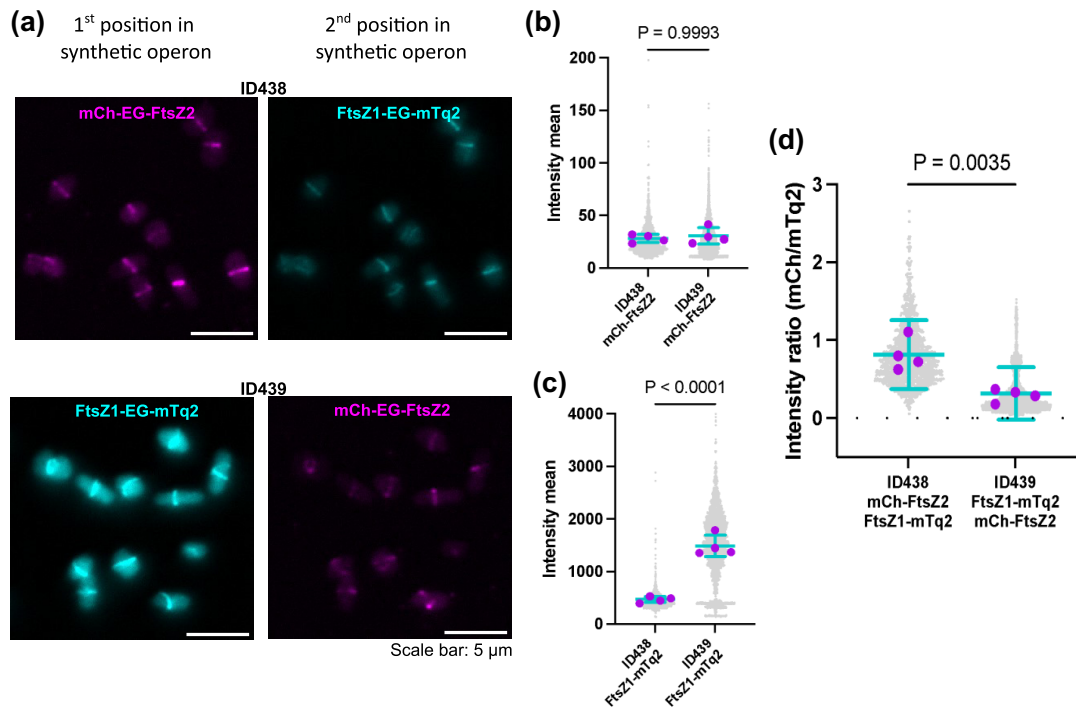 (a)
1st position in
synthetic operon
2nd position in
synthetic operon
ID438
mCh-EG-FtsZ2
FtsZ1-EG-mTq2
ID439
FtsZ1-EG-mTq2
mCh-EG-FtsZ2
Scale bar: 5 µm
(b)
P = 0.9993
Intensity mean
200
150
100
50
0
ID438
mCh-FtsZ2
ID439
mCh-FtsZ2
(c)
P < 0.0001
Intensity mean
4000
3000
2000
1000
0
ID438
FtsZ1-mTq2
ID439
FtsZ1-mTq2
(d)
P = 0.0035
Intensity ratio (mCh/mTq2)
3
2
1
0
ID438
mCh-FtsZ2
FtsZ1-mTq2
ID439
FtsZ1-mTq2
mCh-FtsZ2